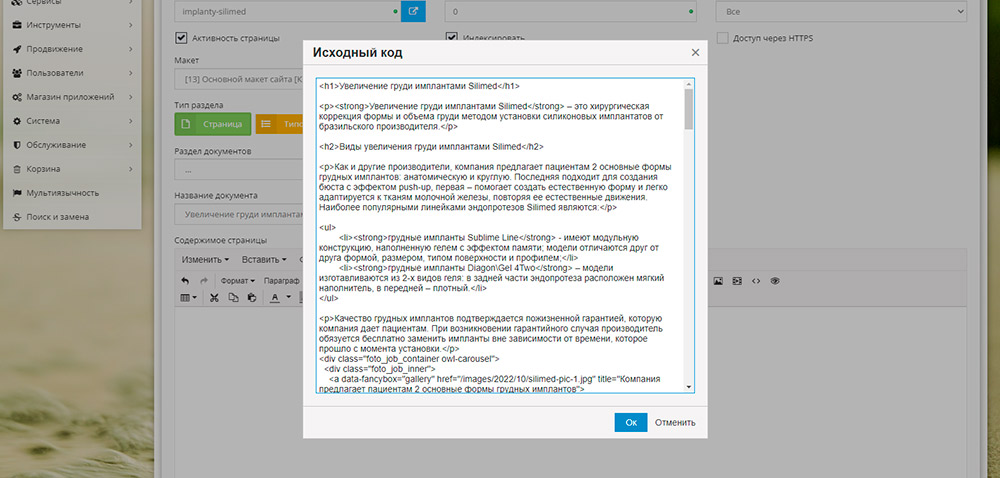 Сервисы
Инструменты
Продвижение
Пользователи
Магазин приложений
Система
Обслуживание
Корзина
Мультиязычность
Поиск и замена
implanty-silimed
0
Все
Активность страницы
Индексировать
Доступ через HTTPS
Макет
[13] Основной макет сайта [К
Тип раздела
Страница
Типо
Раздел документов
...
Название документа
Увеличение груди имплантам
Содержимое страницы
Изменить
Вставить
Формат
Параграф
A
Исходный код
<h1>Увеличение груди имплантами Silimed</h1>
<p><strong>Увеличение груди имплантами Silimed</strong> – это хирургическая
коррекция формы и объема груди методом установки силиконовых имплантатов от
бразильского производителя.</p>
<h2>Виды увеличения груди имплантами Silimed</h2>
<p>Как и другие производители, компания предлагает пациентам 2 основные формы
грудных имплантов: анатомическую и круглую. Последняя подходит для создания
бюста с эффектом push-up, первая – помогает создать естественную форму и легко
адаптируется к тканям молочной железы, повторяя ее естественные движения.
Наиболее популярными линейками эндопротезов Silimed являются:</p>
<ul>
<li><strong>грудные импланты Sublime Line</strong> - имеют модульную
конструкцию, наполненную гелем с эффектом памяти; модели отличаются друг от
друга формой, размером, типом поверхности и профилем;</li>
<li><strong>грудные импланты Diagon\Gel 4Two</strong> – модели
изготавливаются из 2-х видов геля: в задней части эндопротеза расположен мягкий
наполнитель, в передней – плотный.</li>
</ul>
<p>Качество грудных имплантов подтверждается пожизненной гарантией, которую
компания дает пациентам. При возникновении гарантийного случая производитель
обязуется бесплатно заменить импланты вне зависимости от времени, которое
прошло с момента установки.</p>
<div class="foto_job_container owl-carousel">
<div class="foto_job_inner">
<a data-fancybox="gallery" href="/images/2022/10/silimed-pic-1.jpg" title="Компания
предлагает пациентам 2 основные формы грудных имплантов">
Ок
Отменить